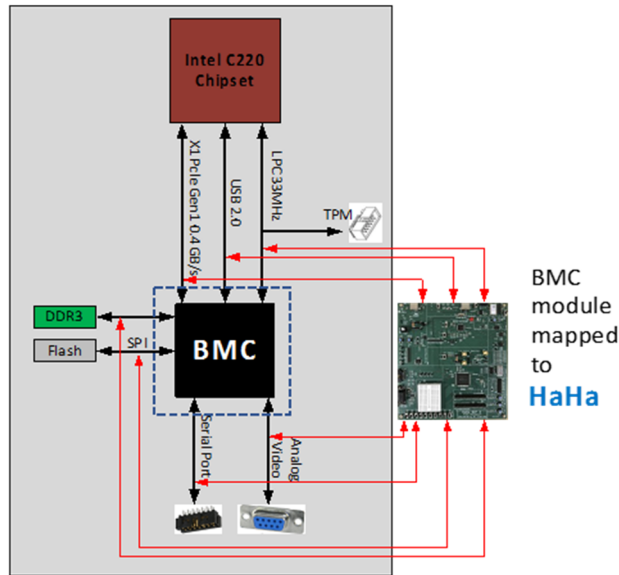 Intel C220
Chipset
X1 PcIe Gen1 0.4 GB/s
USB 2.0
LPC 33MHz
TPM
DDR3
Flash
SPI
BMC
Serial Port
Analog
Video
BMC
module
mapped
to
HaHa